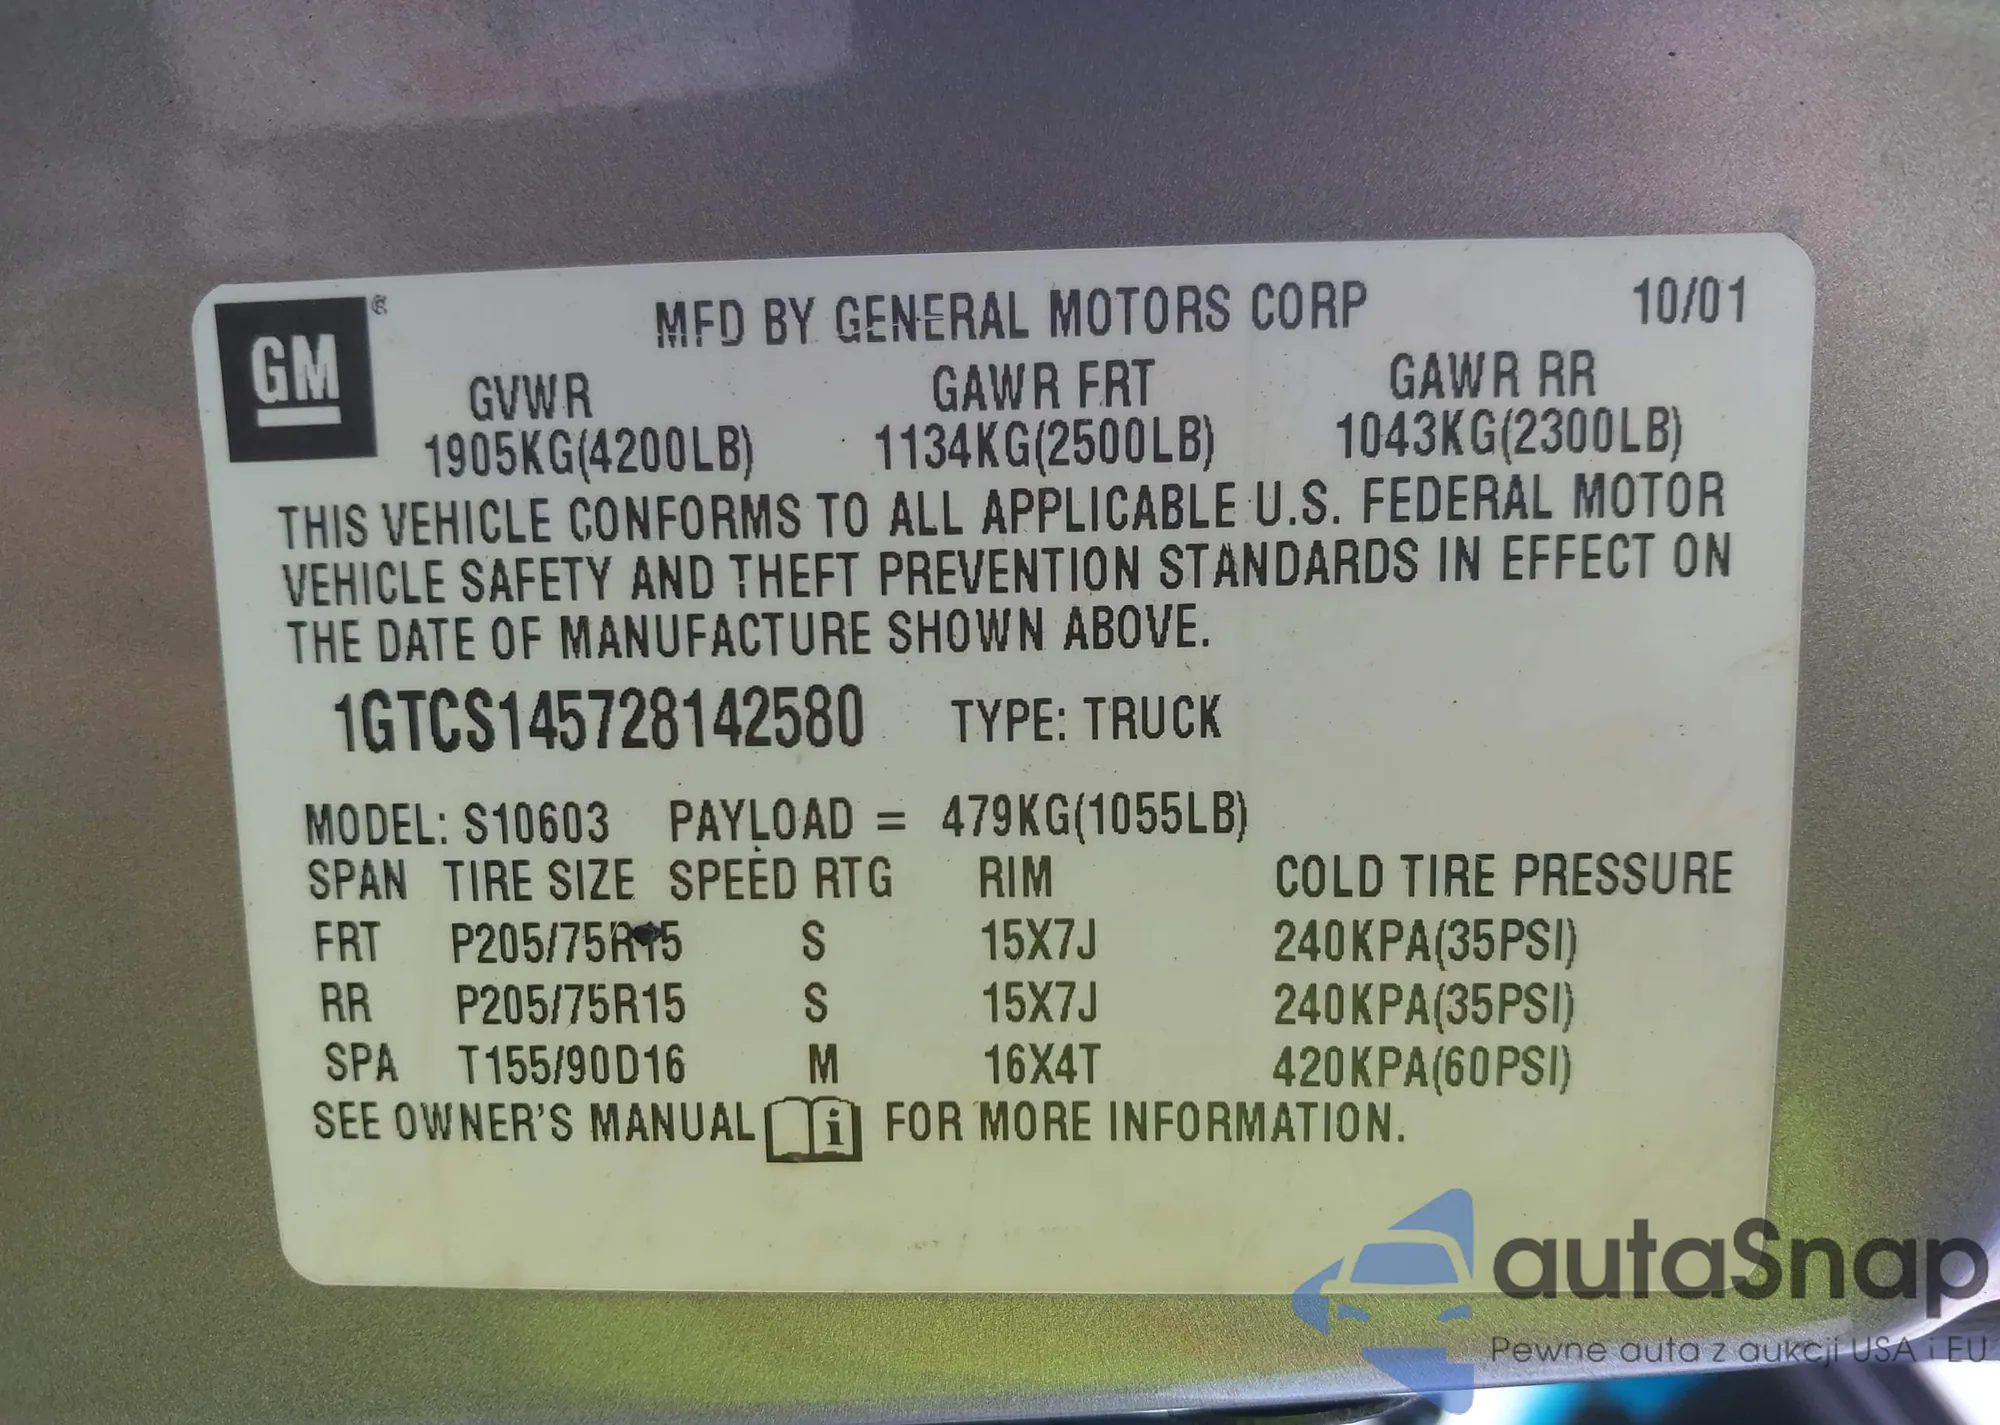 GM ® MFD BY GENERAL MOTORS CORP 10/01
GVWR GAWR FRT GAWR RR
1905KG(4200LB) 1134KG(2500LB) 1043KG(2300LB)
THIS VEHICLE CONFORMS TO ALL APPLICABLE U.S. FEDERAL MOTOR
VEHICLE SAFETY AND THEFT PREVENTION STANDARDS IN EFFECT ON
THE DATE OF MANUFACTURE SHOWN ABOVE.
1GTCS145728142580 TYPE: TRUCK
MODEL: S10603 PAYLOAD = 479KG(1055LB)
SPAN TIRE SIZE SPEED RTG RIM COLD TIRE PRESSURE
FRT P205/75R15 S 15X7J 240KPA(35PSI)
RR P205/75R15 S 15X7J 240KPA(35PSI)
SPA T155/90D16 M 16X4T 420KPA(60PSI)
SEE OWNER'S MANUAL i FOR MORE INFORMATION.
autaSnap
Pewne auta z aukcji USA i EU